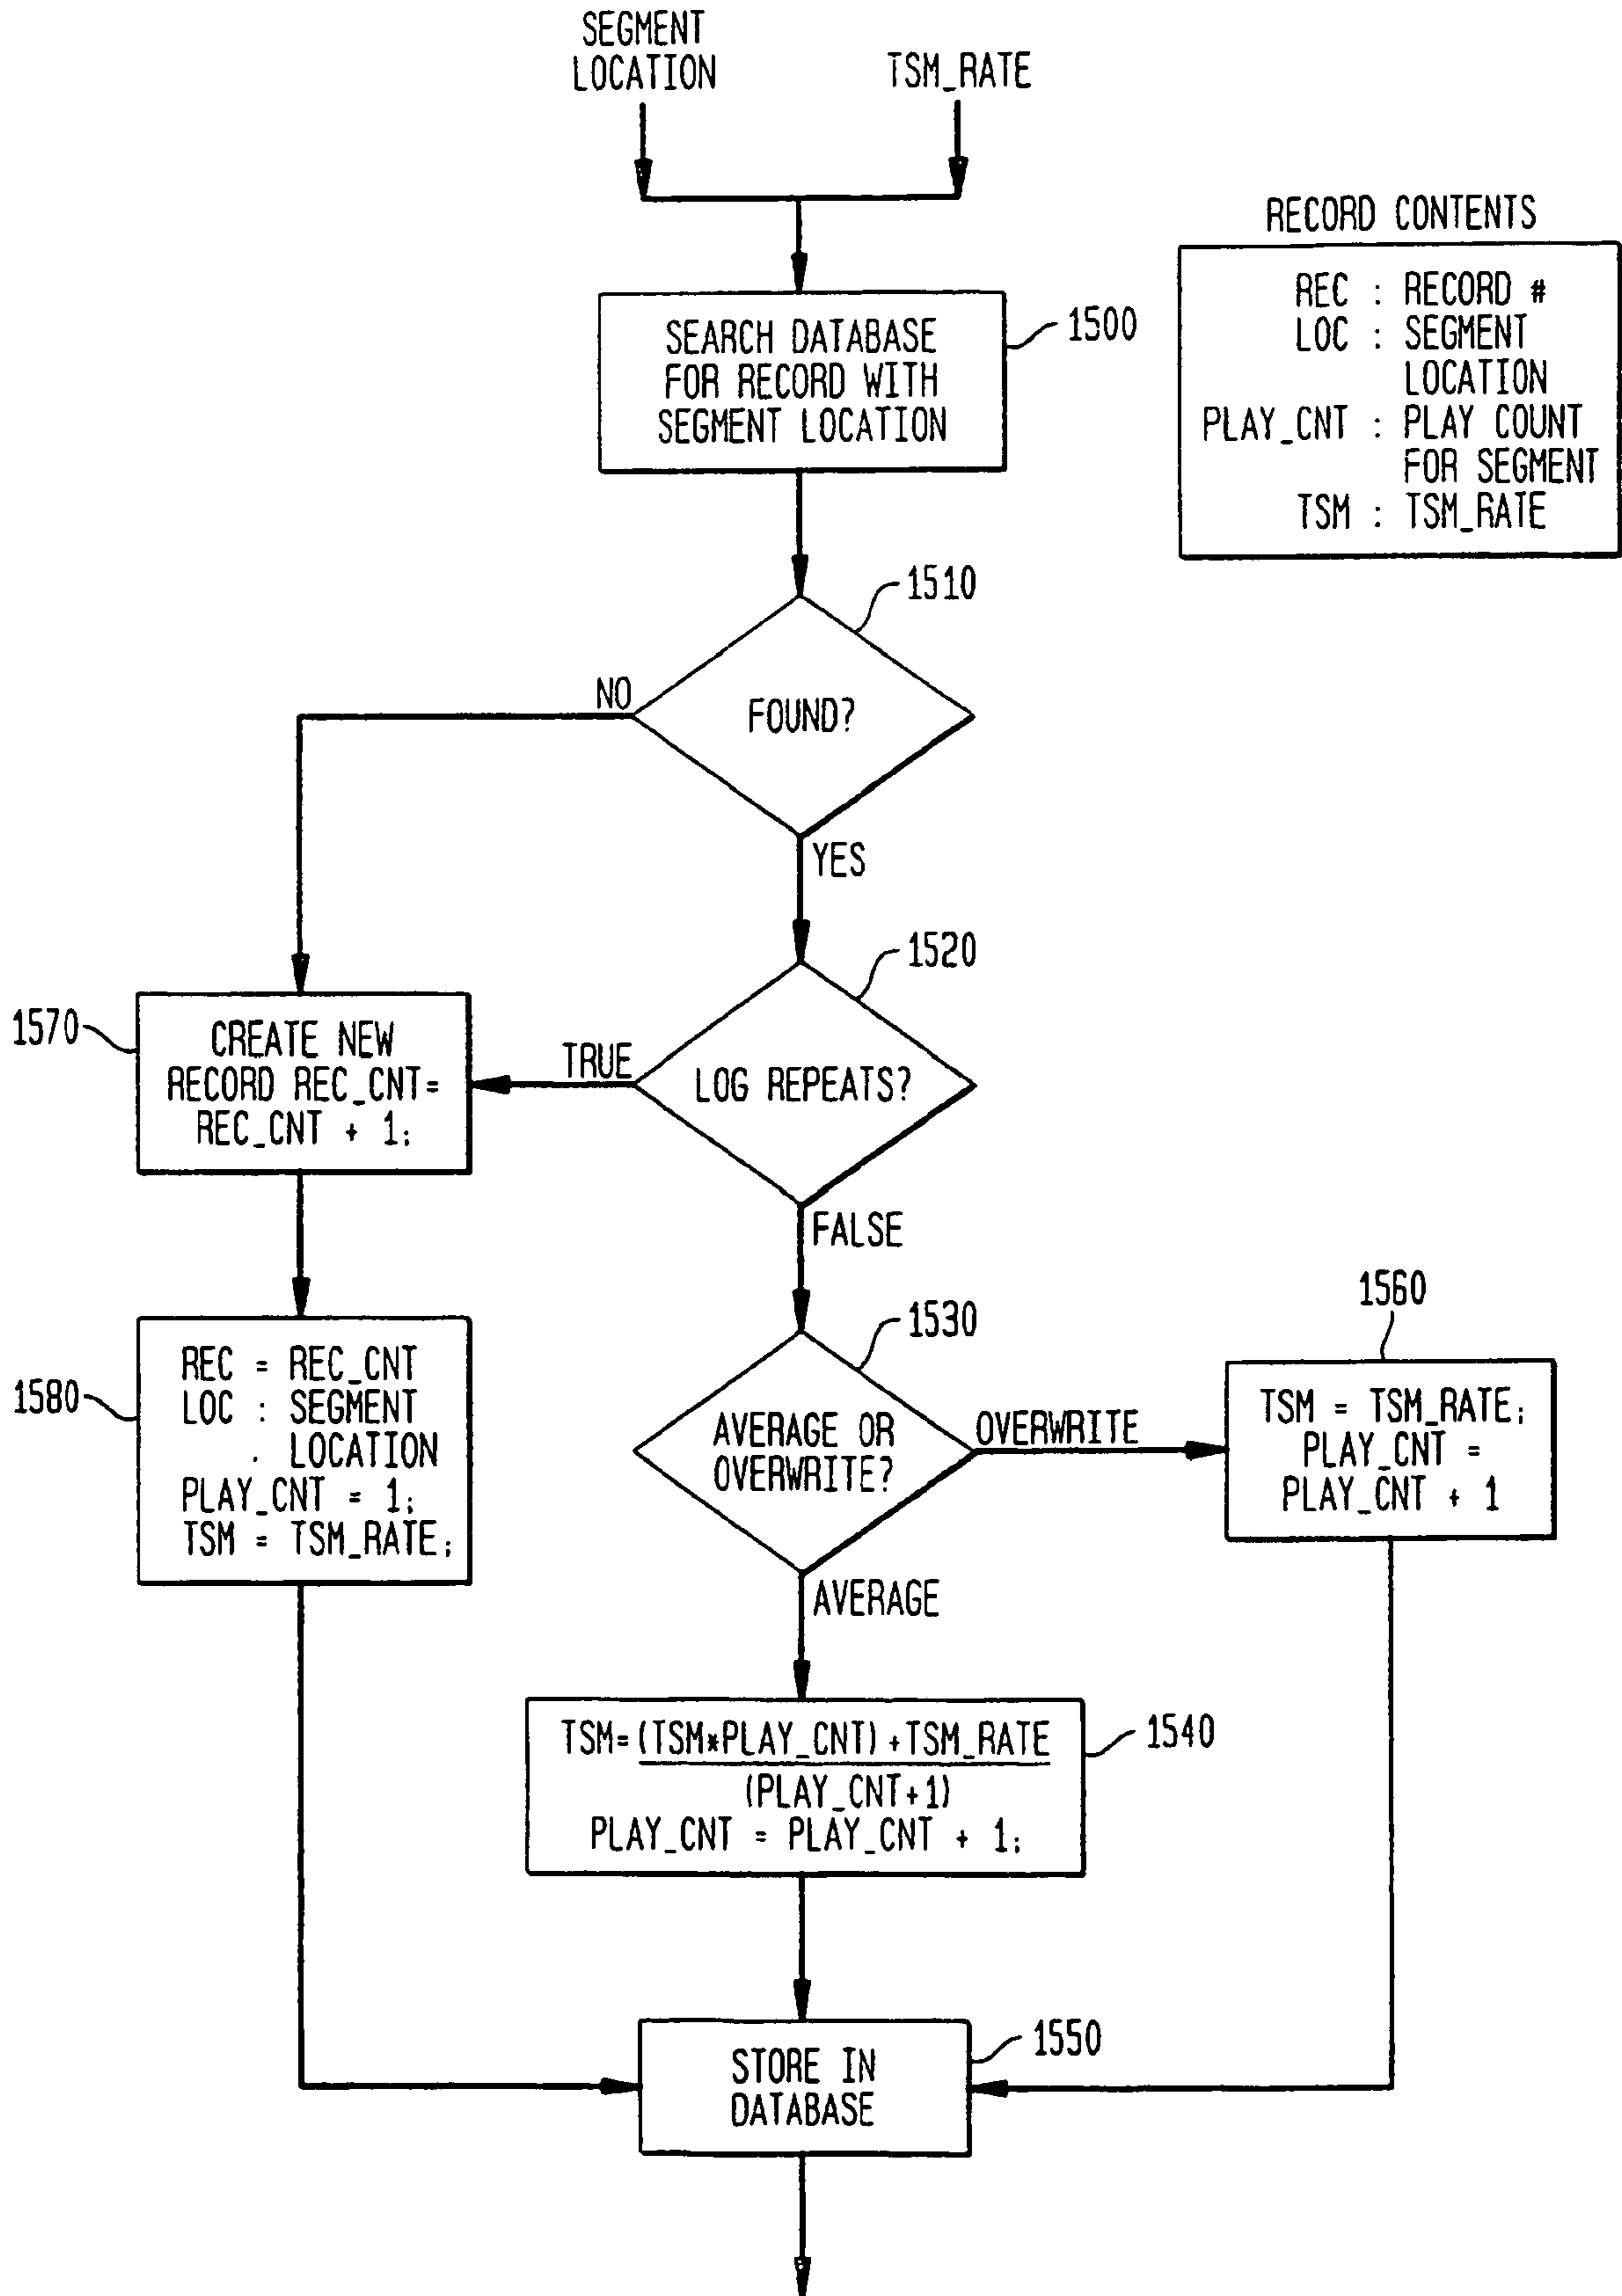 SEGMENT
LOCATION
TSM_RATE
RECORD CONTENTS
REC : RECORD #
LOC : SEGMENT
LOCATION
PLAY_CNT : PLAY COUNT
FOR SEGMENT
TSM : TSM_RATE
SEARCH DATABASE
FOR RECORD WITH
SEGMENT LOCATION
1500
1510
FOUND?
NO
YES
1520
LOG REPEATS?
TRUE
FALSE
1570
CREATE NEW
RECORD REC_CNT=
REC_CNT + 1;
1580
REC = REC_CNT
LOC : SEGMENT
. LOCATION
PLAY_CNT = 1;
TSM = TSM_RATE;
1530
AVERAGE OR
OVERWRITE?
OVERWRITE
AVERAGE
1560
TSM = TSM_RATE;
PLAY_CNT =
PLAY_CNT + 1
TSM=(TSM*PLAY_CNT)+TSM_RATE
(PLAY_CNT+1)
PLAY_CNT = PLAY_CNT + 1;
1540
STORE IN
DATABASE
1550